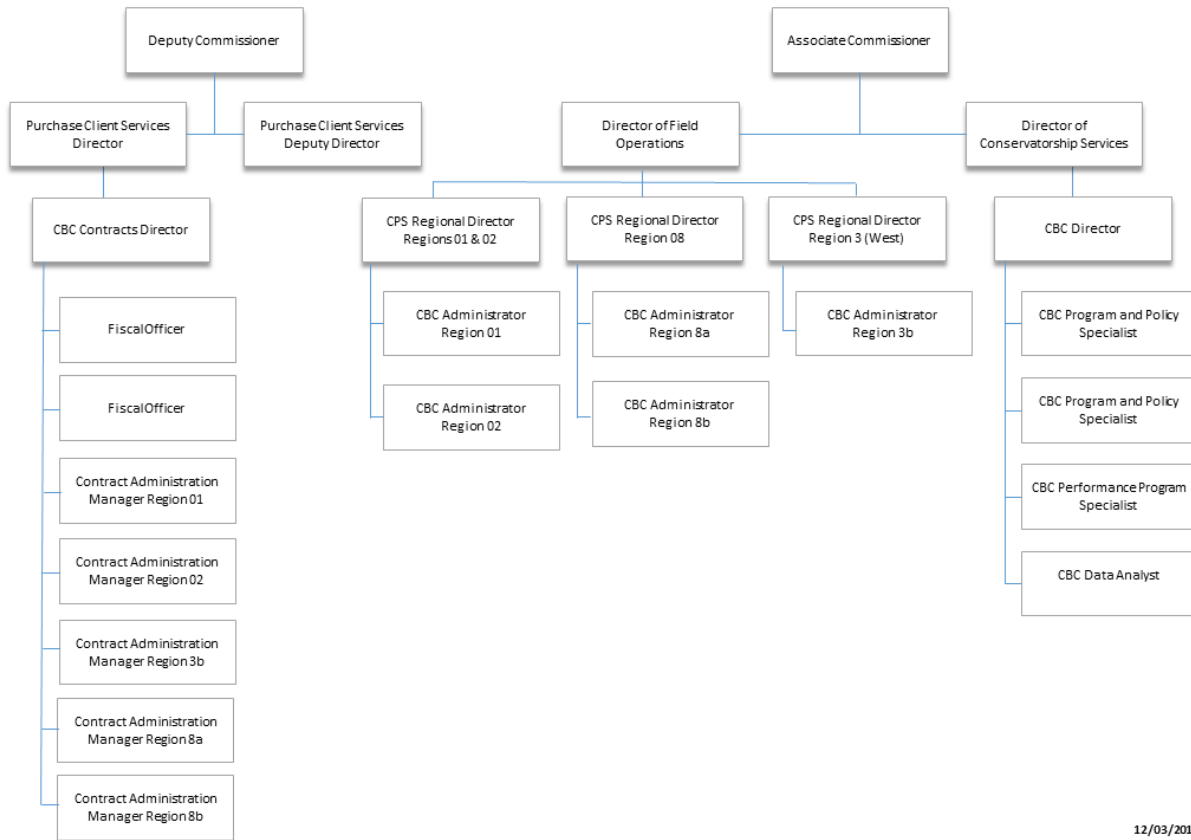 Deputy Commissioner
Associate Commissioner
Purchase Client Services
Director
Purchase Client Services
Deputy Director
Director of Field
Operations
Director of
Conservatorship Services
CBC Contracts Director
CPS Regional Director
Regions 01 & 02
CPS Regional Director
Region 08
CPS Regional Director
Region 3 (West)
CBC Director
Fiscal Officer
Fiscal Officer
Contract Administration
Manager Region 01
Contract Administration
Manager Region 02
Contract Administration
Manager Region 3b
Contract Administration
Manager Region 8a
Contract Administration
Manager Region 8b
CBC Administrator
Region 01
CBC Administrator
Region 02
CBC Administrator
Region 8a
CBC Administrator
Region 8b
CBC Administrator
Region 3b
CBC Program and Policy
Specialist
CBC Program and Policy
Specialist
CBC Performance Program
Specialist
CBC Data Analyst